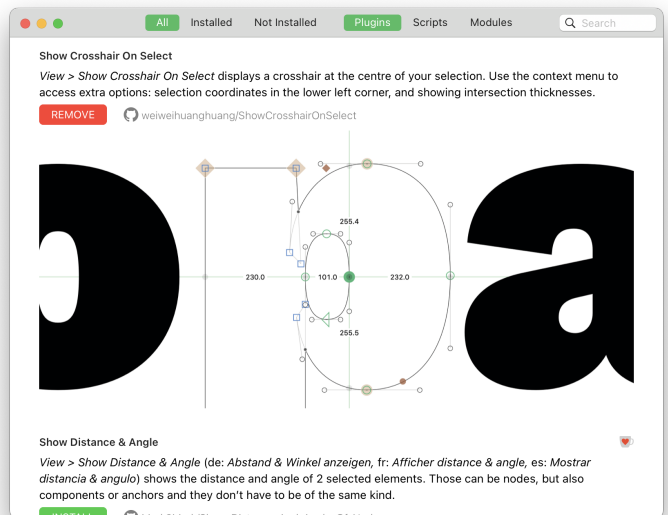 All Installed Not Installed Plugins Scripts Modules Search
Show Crosshair On Select
View > Show Crosshair On Select displays a crosshair at the centre of your selection. Use the context menu to
access extra options: selection coordinates in the lower left corner, and showing intersection thicknesses.
REMOVE weiweihuanghuang/ShowCrosshairOnSelect
255.4
230.0 101.0 232.0
255.5
Show Distance & Angle
View > Show Distance & Angle (de: Abstand & Winkel anzeigen, fr: Afficher distance & angle, es: Mostrar
distancia & angulo) shows the distance and angle of 2 selected elements. Those can be nodes, but also
components or anchors and they don't have to be of the same kind.